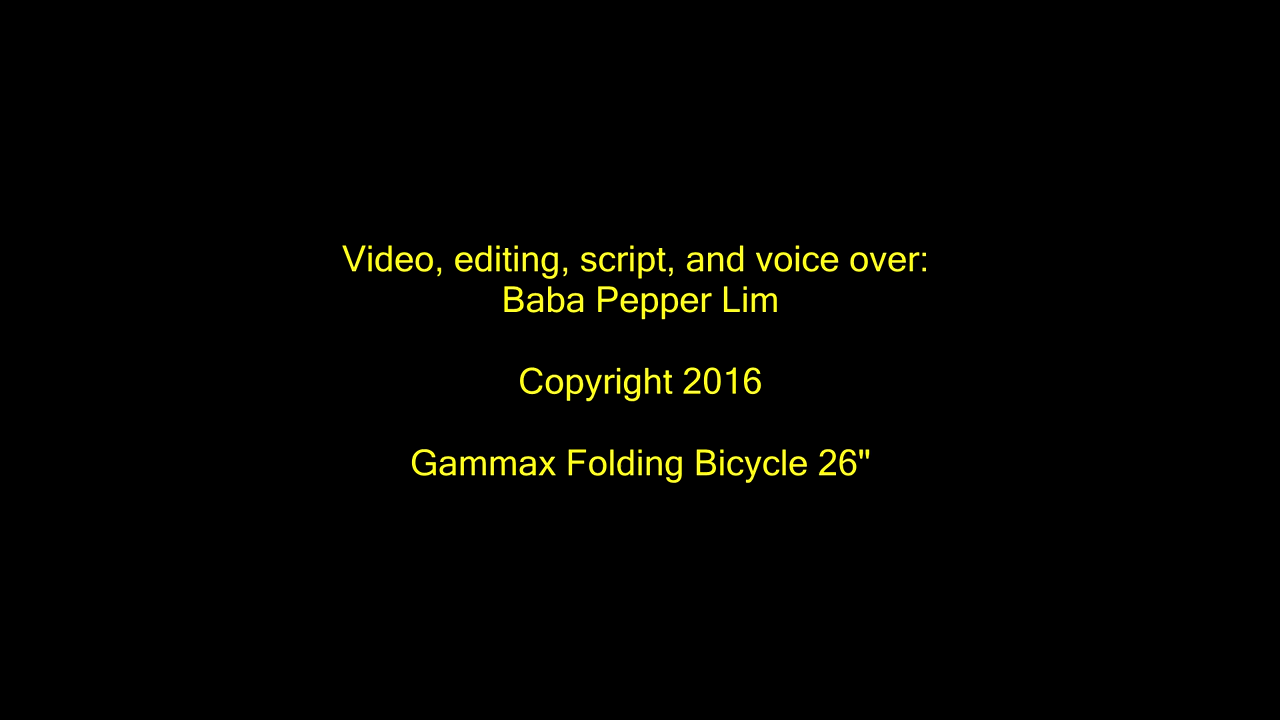 Video, editing, script, and voice over:
Baba Pepper Lim
Copyright 2016
Gammax Folding Bicycle 26"